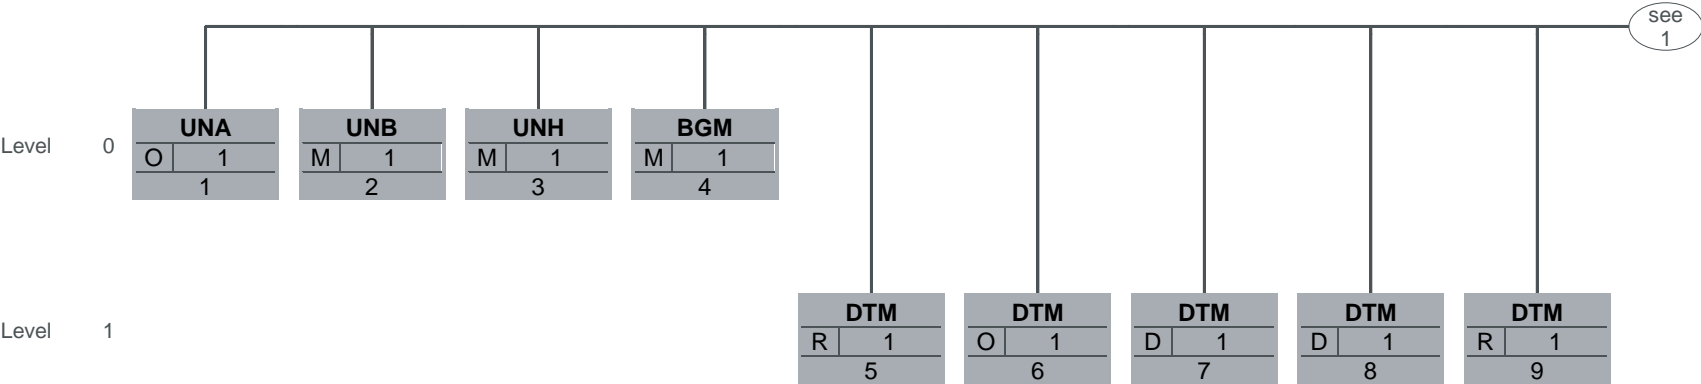 see
1
Level 0
UNA
O 1
1
UNB
M 1
2
UNH
M 1
3
BGM
M 1
4
Level 1
DTM
R 1
5
DTM
O 1
6
DTM
D 1
7
DTM
D 1
8
DTM
R 1
9